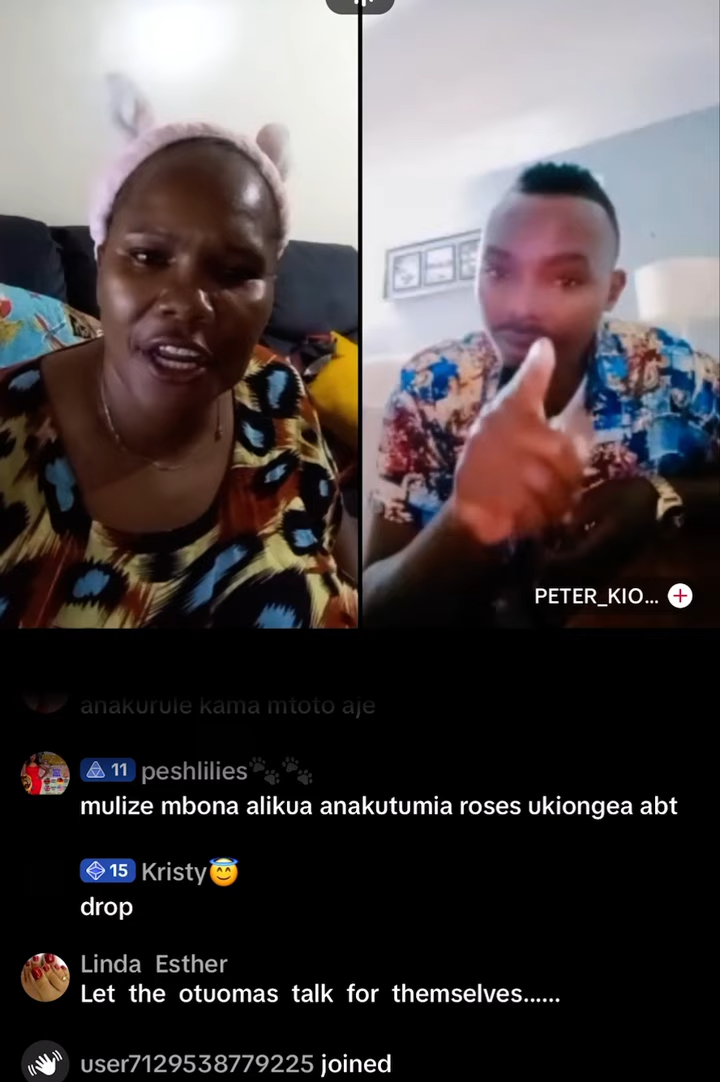 PETER_KIO...
anakurule kama mtoto aje
11 peshlilies🐾🐾
mulize mbona alikua anakutumia roses ukiongea abt
15 Kristy😇
drop
Linda Esther
Let the otuomas talk for themselves......
user7129538779225 joined